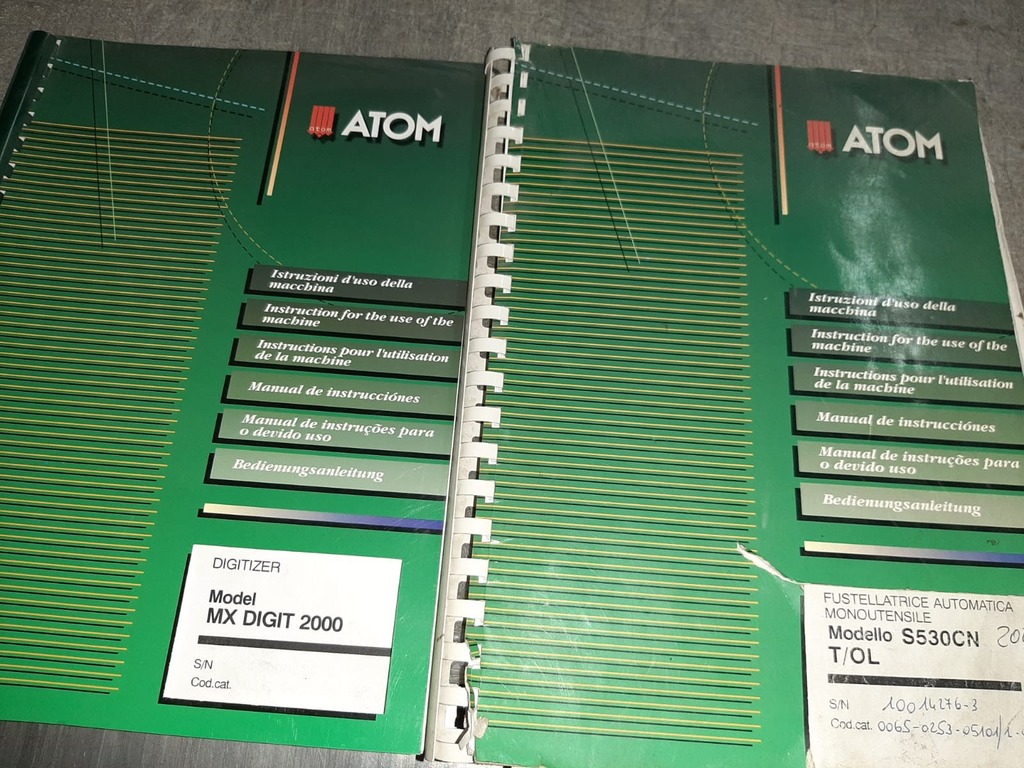 atom ATOM
Istruzioni d'uso della
macchina
Instruction for the use of the
machine
Instructions pour l'utilisation
de la machine
Manual de instrucciónes
Manual de instruções para
o devido uso
Bedienungsanleitung
DIGITIZER
Model
MX DIGIT 2000
S/N
Cod.cat.
atom ATOM
Istruzioni d'uso della
macchina
Instruction for the use of the
machine
Instructions pour l'utilisation
de la machine
Manual de instrucciónes
Manual de instruções para
o devido uso
Bedienungsanleitung
FUSTELLATRICE AUTOMATICA
MONOUTENSILE
Modello S530CN
T/OL
S/N 10014276-3
Cod.cat. 0065-0253-05101/1-